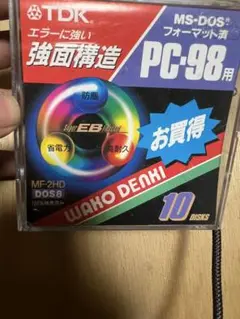 TDK
MS-DOS®
フォーマット済
エラーに強い
強面構造
PC-98用
防塵
省電力
高耐久
お買得
MF-2HD
DOS8
WAKO DENKI
10 DISKS